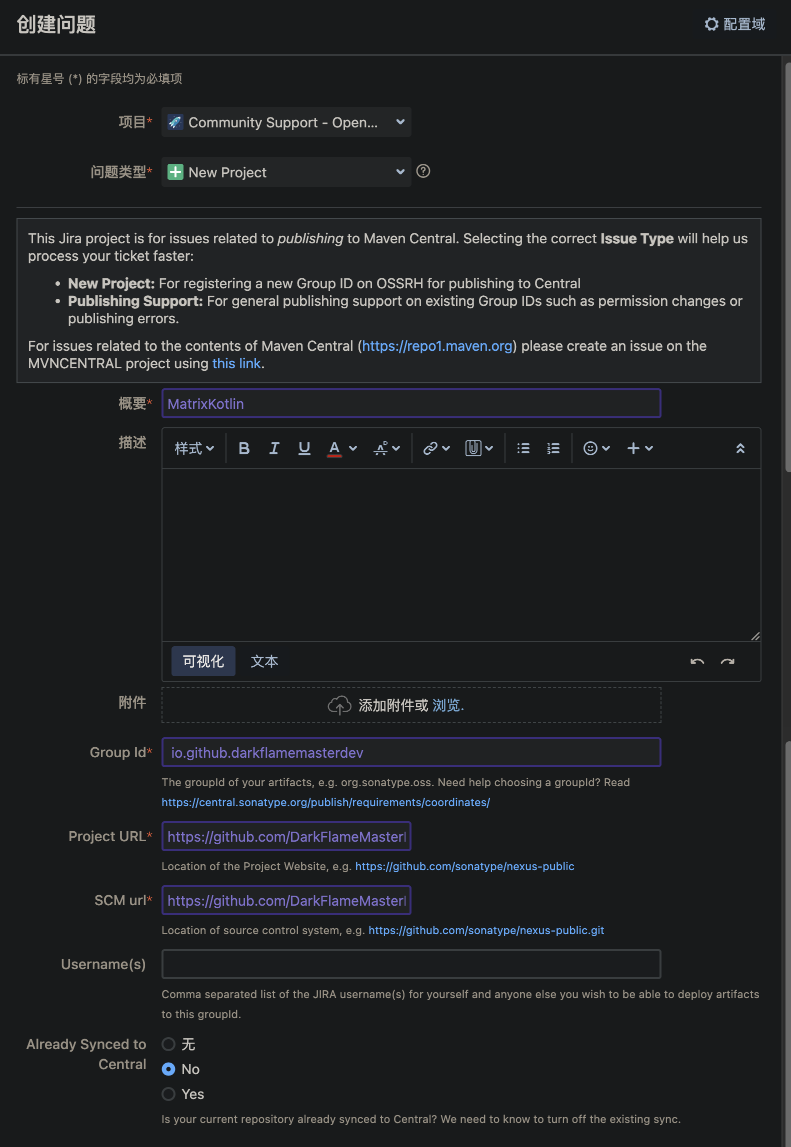 创建问题
配置域
标有星号 (*) 的字段均为必填项
项目*
Community Support - Open...
问题类型*
New Project
This Jira project is for issues related to publishing to Maven Central. Selecting the correct Issue Type will help us
process your ticket faster:
• New Project: For registering a new Group ID on OSSRH for publishing to Central
• Publishing Support: For general publishing support on existing Group IDs such as permission changes or
publishing errors.
For issues related to the contents of Maven Central (https://repo1.maven.org) please create an issue on the
MVNCENTRAL project using this link.
概要*
MatrixKotlin
描述
样式 B I U A
可视化 文本
附件
添加附件或 浏览.
Group Id*
io.github.darkflamemasterdev
The groupId of your artifacts, e.g. org.sonatype.oss. Need help choosing a groupId? Read
https://central.sonatype.org/publish/requirements/coordinates/
Project URL*
https://github.com/DarkFlameMaster
Location of the Project Website, e.g. https://github.com/sonatype/nexus-public
SCM url*
https://github.com/DarkFlameMaster
Location of source control system, e.g. https://github.com/sonatype/nexus-public.git
Username(s)
Comma separated list of the JIRA username(s) for yourself and anyone else you wish to be able to deploy artifacts
to this groupId.
Already Synced to
Central
无
No
Yes
Is your current repository already synced to Central? We need to know to turn off the existing sync.